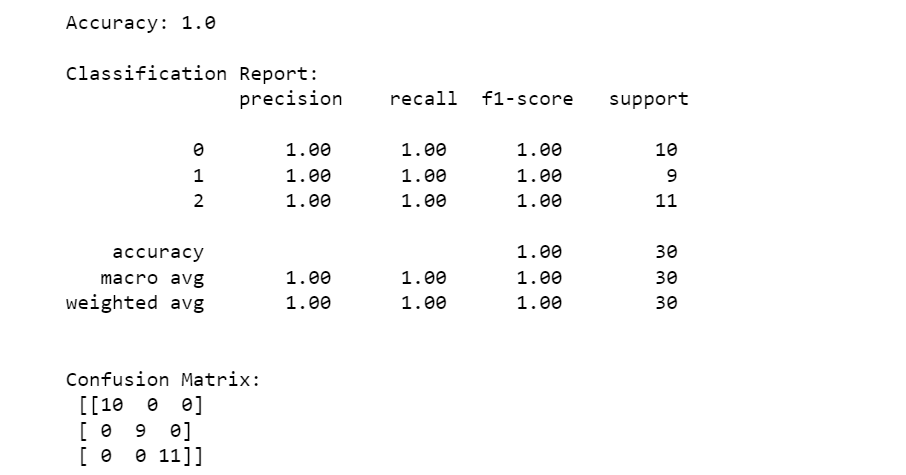 Accuracy: 1.0
Classification Report:
precision recall f1-score support
0 1.00 1.00 1.00 10
1 1.00 1.00 1.00 9
2 1.00 1.00 1.00 11
accuracy 1.00 30
macro avg 1.00 1.00 1.00 30
weighted avg 1.00 1.00 1.00 30
Confusion Matrix:
[[10 0 0]
[ 0 9 0]
[ 0 0 11]]